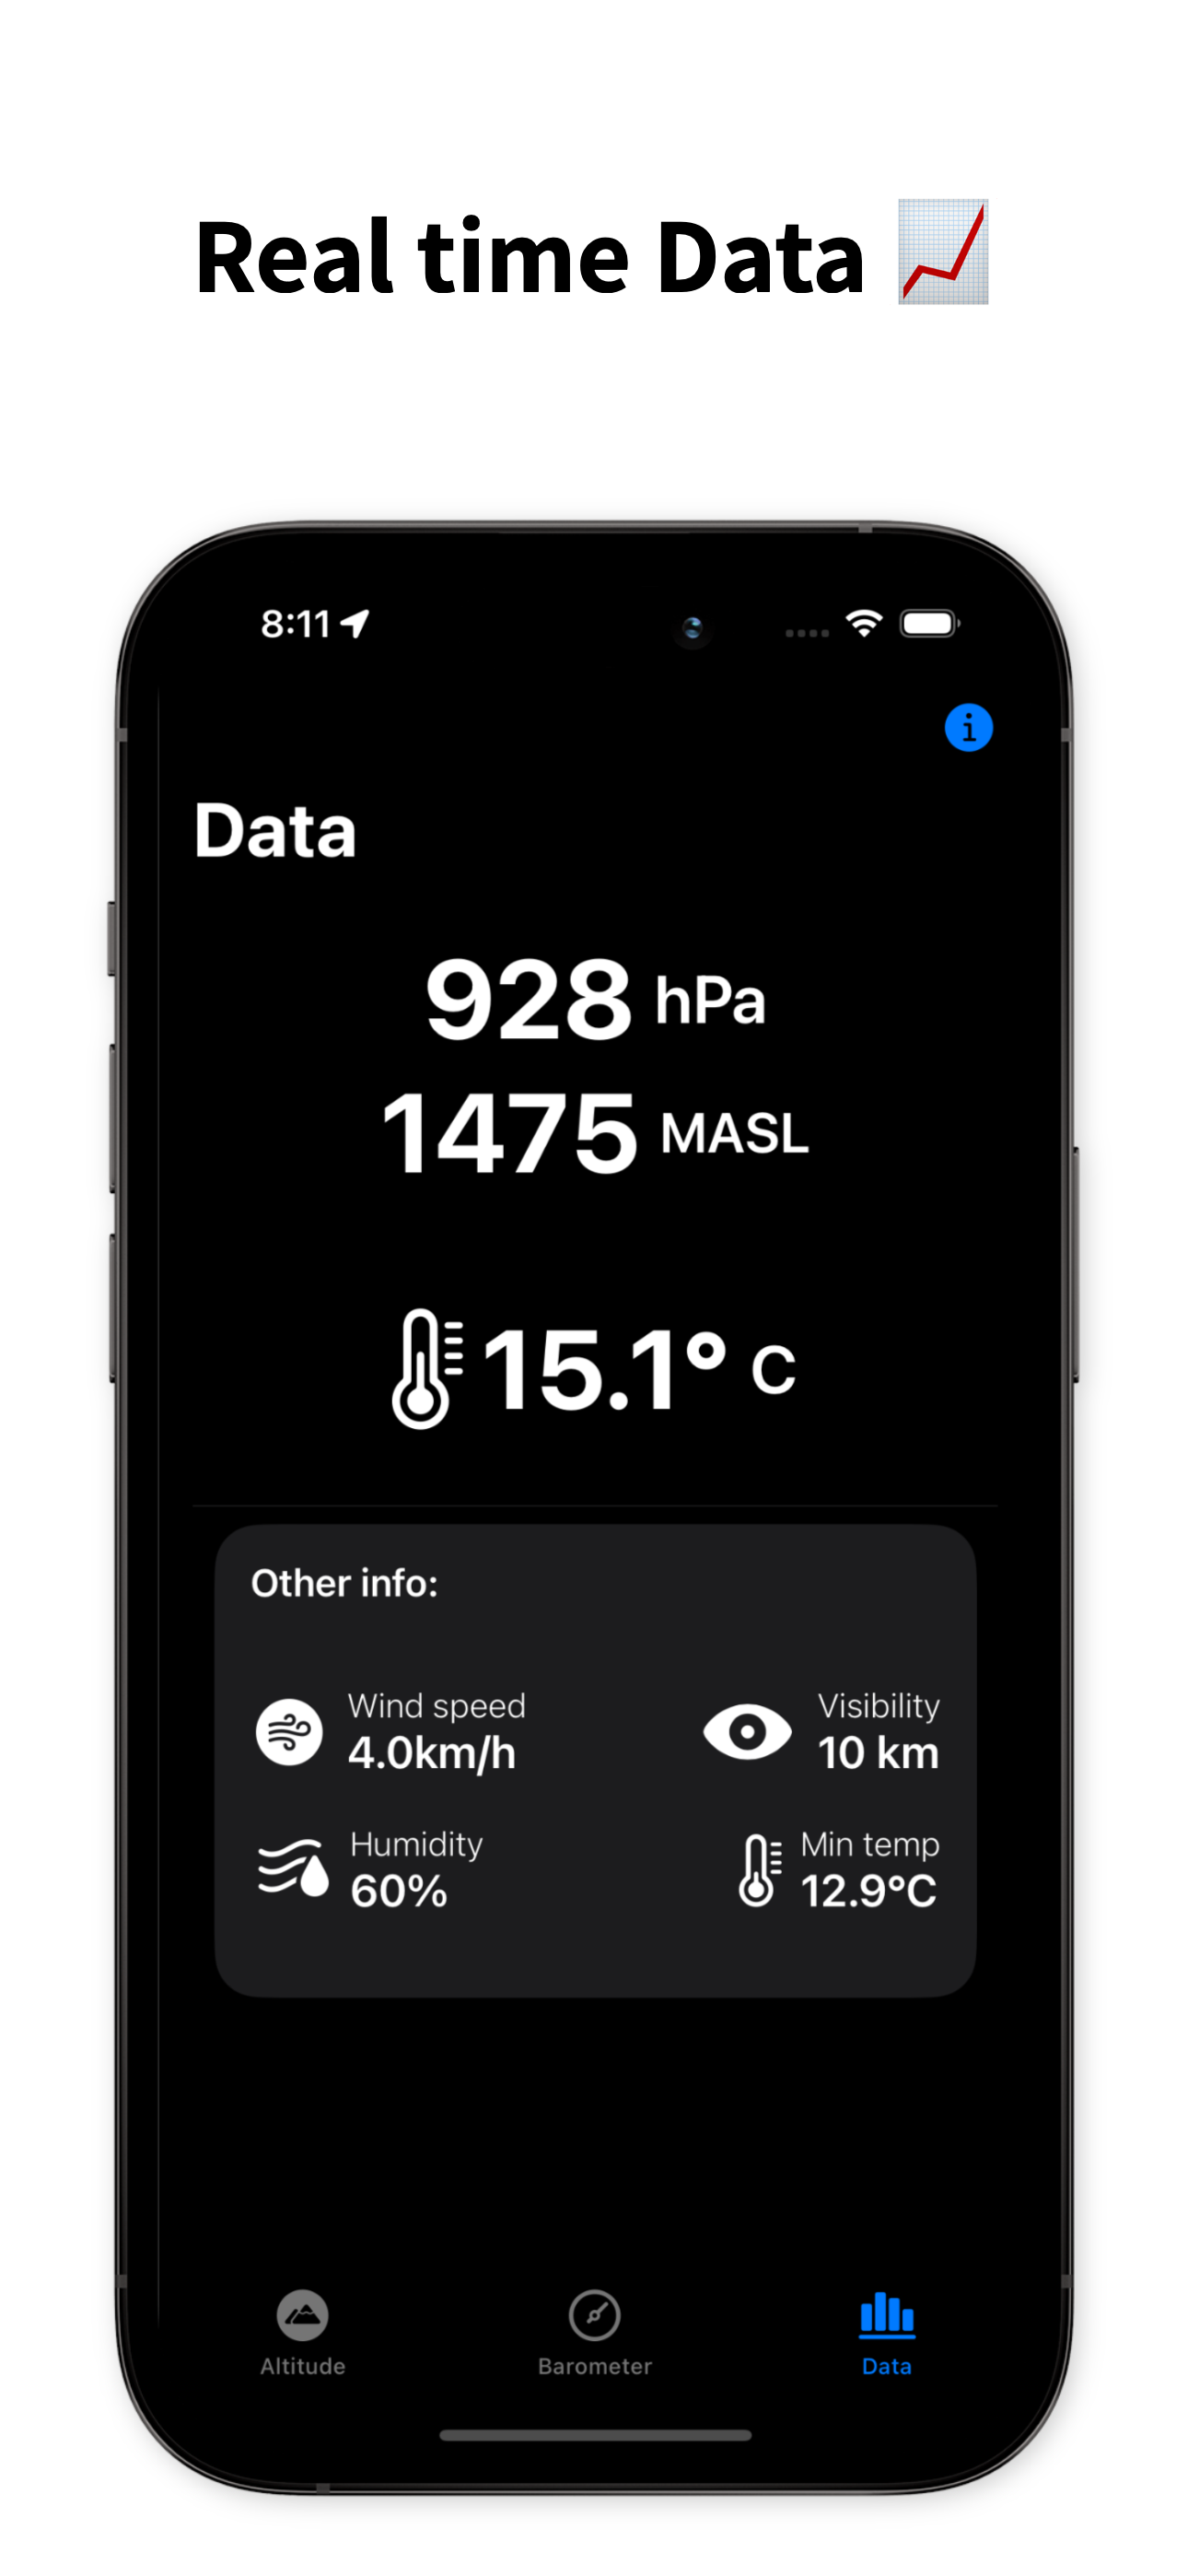 Real time Data 📈
8:11
Data
928 hPa
1475 MASL
15.1° C
Other info:
Wind speed
4.0km/h
Visibility
10 km
Humidity
60%
Min temp
12.9°C
Altitude
Barometer
Data